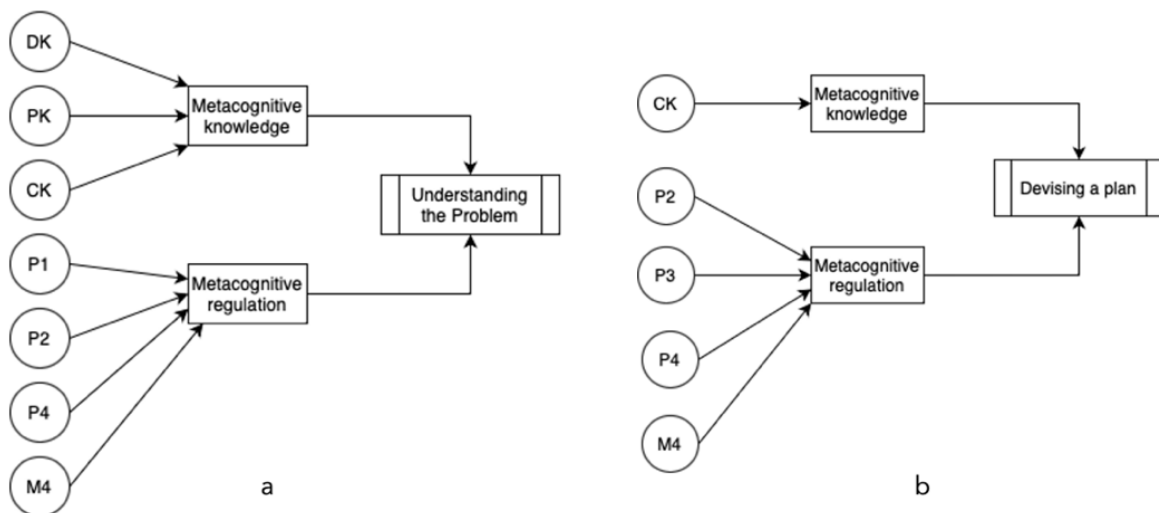 DK
PK
CK
P1
P2
P4
M4
Metacognitive
knowledge
Metacognitive
regulation
Understanding
the Problem
a
CK
P2
P3
P4
M4
Metacognitive
knowledge
Metacognitive
regulation
Devising a plan
b